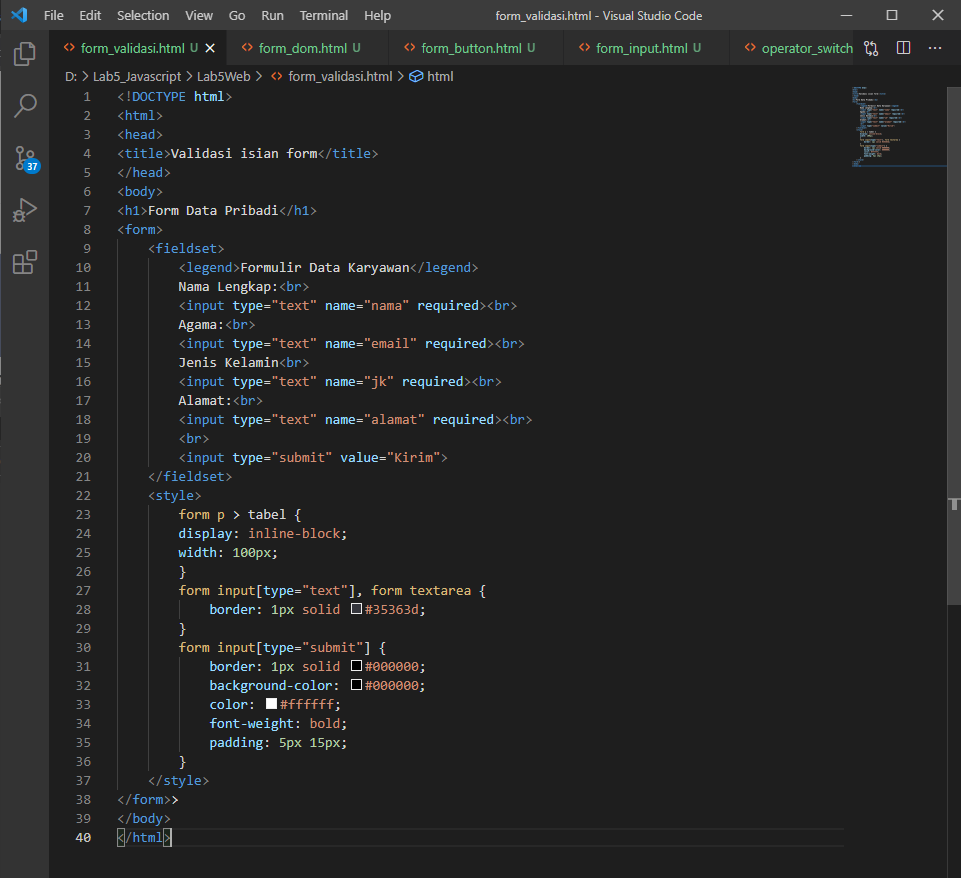 File Edit Selection View Go Run Terminal Help form_validasi.html - Visual Studio Code
form_validasi.html U form_dom.html U form_button.html U form_input.html U operator_switch
D: > Lab5_Javascript > Lab5Web > form_validasi.html > html
37
1 <!DOCTYPE html>
2 <html>
3 <head>
4 <title>Validasi isian form</title>
5 </head>
6 <body>
7 <h1>Form Data Pribadi</h1>
8 <form>
9     <fieldset>
10         <legend>Formulir Data Karyawan</legend>
11         Nama Lengkap:<br>
12         <input type="text" name="nama" required><br>
13         Agama:<br>
14         <input type="text" name="email" required><br>
15         Jenis Kelamin<br>
16         <input type="text" name="jk" required><br>
17         Alamat:<br>
18         <input type="text" name="alamat" required><br>
19         <br>
20         <input type="submit" value="Kirim">
21     </fieldset>
22     <style>
23         form p > tabel {
24         display: inline-block;
25         width: 100px;
26         }
27         form input[type="text"], form textarea {
28             border: 1px solid #35363d;
29         }
30         form input[type="submit"] {
31             border: 1px solid #000000;
32             background-color: #000000;
33             color: #ffffff;
34             font-weight: bold;
35             padding: 5px 15px;
36         }
37     </style>
38 </form>>
39 </body>
40 </html>